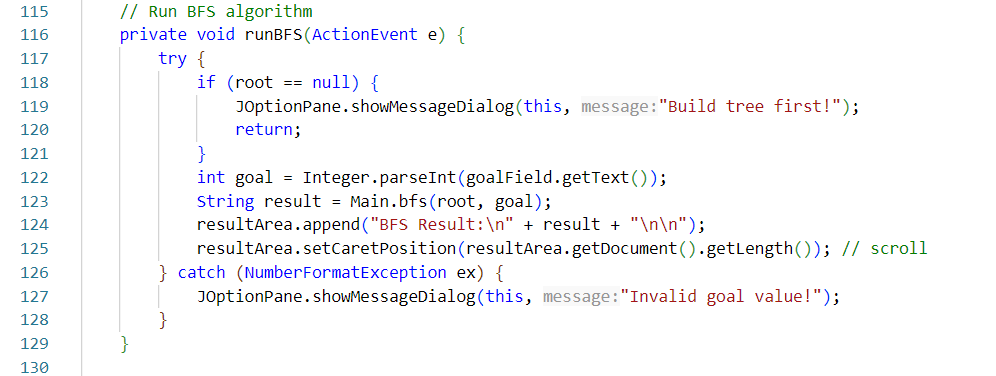 115 // Run BFS algorithm
116 private void runBFS(ActionEvent e) {
117     try {
118         if (root == null) {
119             JOptionPane.showMessageDialog(this, message:"Build tree first!");
120             return;
121         }
122         int goal = Integer.parseInt(goalField.getText());
123         String result = Main.bfs(root, goal);
124         resultArea.append("BFS Result:\n" + result + "\n\n");
125         resultArea.setCaretPosition(resultArea.getDocument().getLength()); // scroll
126     } catch (NumberFormatException ex) {
127         JOptionPane.showMessageDialog(this, message:"Invalid goal value!");
128     }
129 }
130